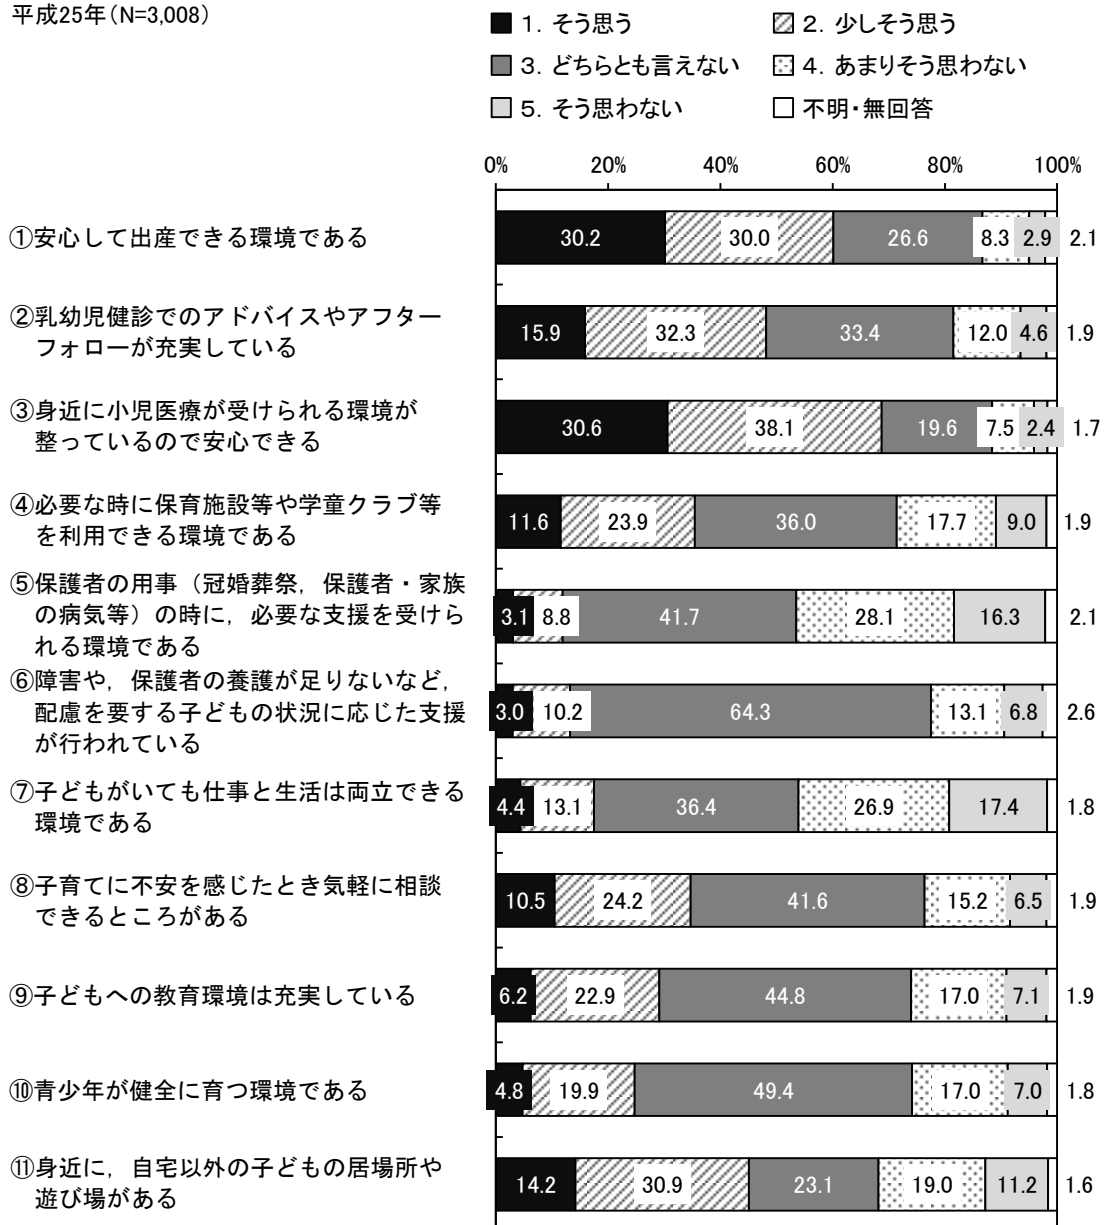 平成25年(N=3,008)
■ 1. そう思う
▨ 2. 少しそう思う
■ 3. どちらとも言えない
▨ 4. あまりそう思わない
□ 5. そう思わない
□ 不明・無回答
0% 20% 40% 60% 80% 100%
①安心して出産できる環境である
30.2 30.0 26.6 8.3 2.9 2.1
②乳幼児健診でのアドバイスやアフター
フォローが充実している
15.9 32.3 33.4 12.0 4.6 1.9
③身近に小児医療が受けられる環境が
整っているので安心できる
30.6 38.1 19.6 7.5 2.4 1.7
④必要な時に保育施設等や学童クラブ等
を利用できる環境である
11.6 23.9 36.0 17.7 9.0 1.9
⑤保護者の用事（冠婚葬祭，保護者・家族
の病気等）の時に，必要な支援を受けら
れる環境である
3.1 8.8 41.7 28.1 16.3 2.1
⑥障害や，保護者の養護が足りないなど，
配慮を要する子どもの状況に応じた支援
が行われている
3.0 10.2 64.3 13.1 6.8 2.6
⑦子どもがいても仕事と生活は両立できる
環境である
4.4 13.1 36.4 26.9 17.4 1.8
⑧子育てに不安を感じたとき気軽に相談
できるところがある
10.5 24.2 41.6 15.2 6.5 1.9
⑨子どもへの教育環境は充実している
6.2 22.9 44.8 17.0 7.1 1.9
⑩青少年が健全に育つ環境である
4.8 19.9 49.4 17.0 7.0 1.8
⑪身近に，自宅以外の子どもの居場所や
遊び場がある
14.2 30.9 23.1 19.0 11.2 1.6